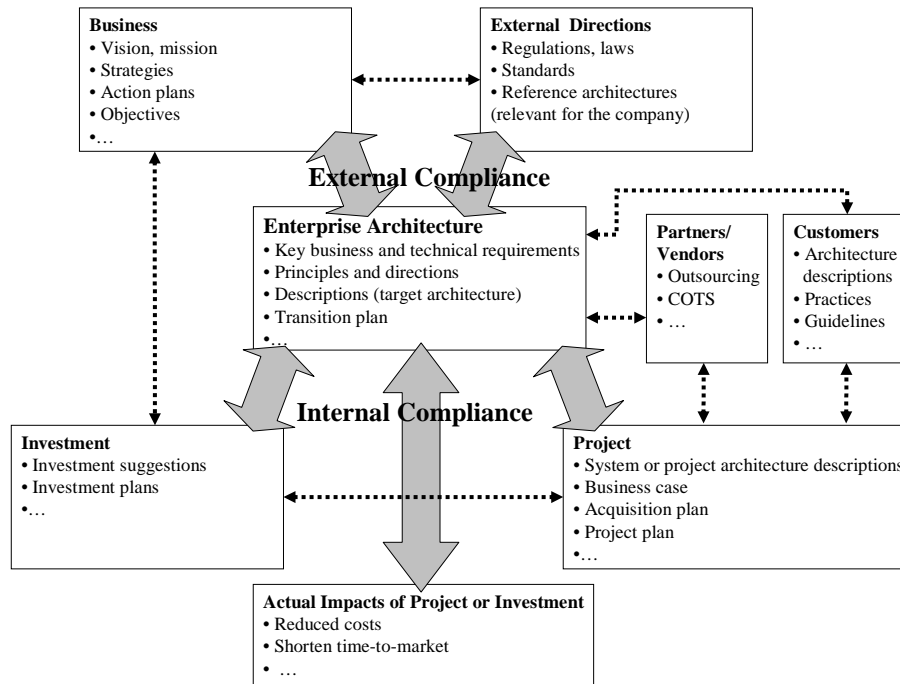 Business
• Vision, mission
• Strategies
• Action plans
• Objectives
•…
External Directions
• Regulations, laws
• Standards
• Reference architectures
(relevant for the company)
External Compliance
Enterprise Architecture
• Key business and technical requirements
• Principles and directions
• Descriptions (target architecture)
• Transition plan
•…
Partners/
Vendors
• Outsourcing
• COTS
• …
Customers
• Architecture
descriptions
• Practices
• Guidelines
• …
Internal Compliance
Investment
• Investment suggestions
• Investment plans
•…
Project
• System or project architecture descriptions
• Business case
• Acquisition plan
• Project plan
•…
Actual Impacts of Project or Investment
• Reduced costs
• Shorten time-to-market
• …